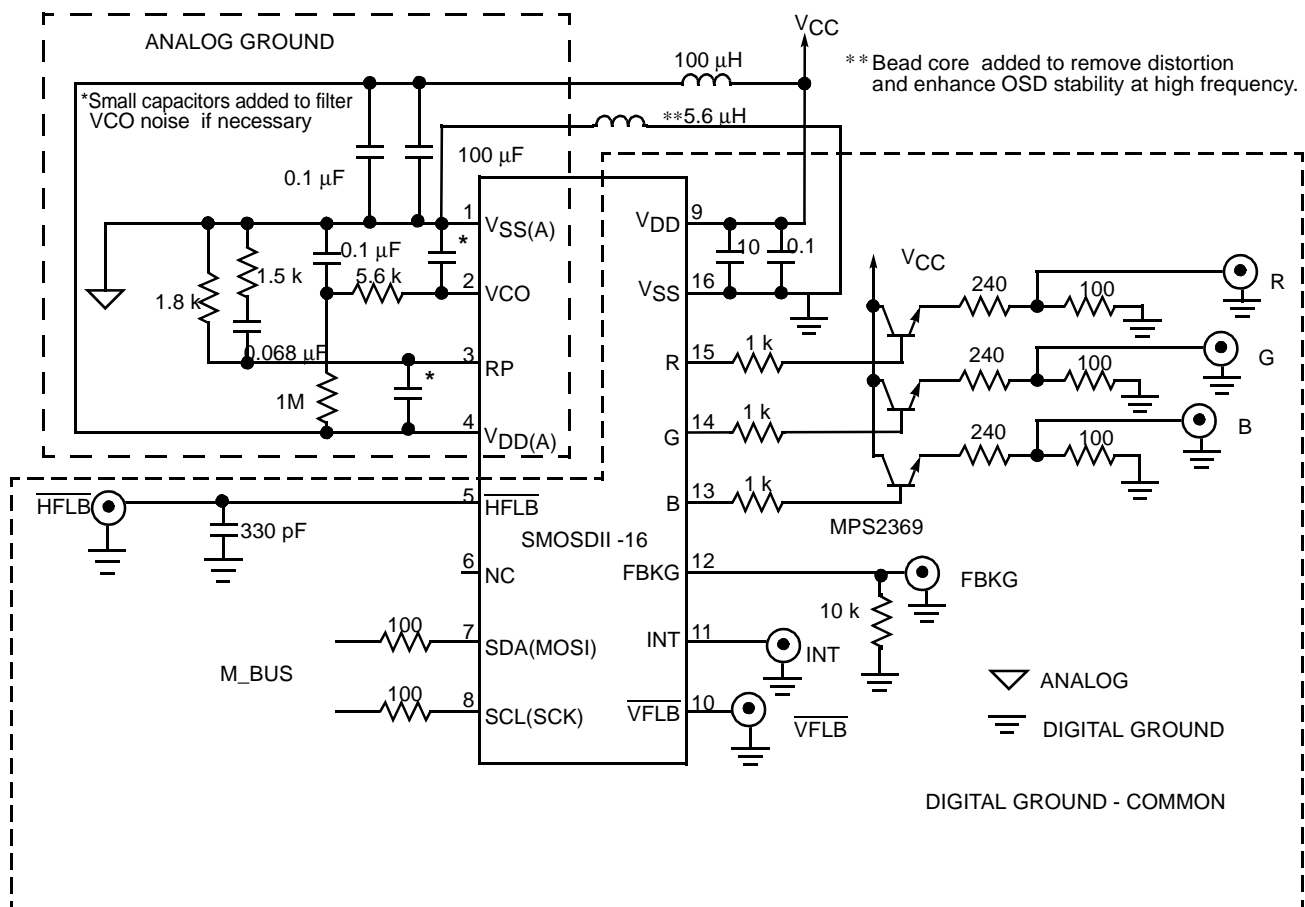 ANALOG GROUND
VCC
100 μH
** Bead core added to remove distortion
and enhance OSD stability at high frequency.
*Small capacitors added to filter
VCO noise if necessary
**5.6 μH
100 μF
0.1 μF
1
VSS(A)
VDD
9
0.1 μF
*
10
0.1
1.5 k
5.6 k
2
VCO
VSS
16
1.8 k
VCC
240
100
R
0.068 μF
3
RP
R
15
1 k
*
240
100
G
1M
4
VDD(A)
G
14
1 k
240
100
B
HFLB
5
HFLB
B
13
1 k
330 pF
SMOSDII -16
MPS2369
6
NC
FBKG
12
FBKG
10 k
100
7
SDA(MOSI)
INT
11
INT
M_BUS
ANALOG
100
8
SCL(SCK)
VFLB
10
VFLB
DIGITAL GROUND
DIGITAL GROUND - COMMON